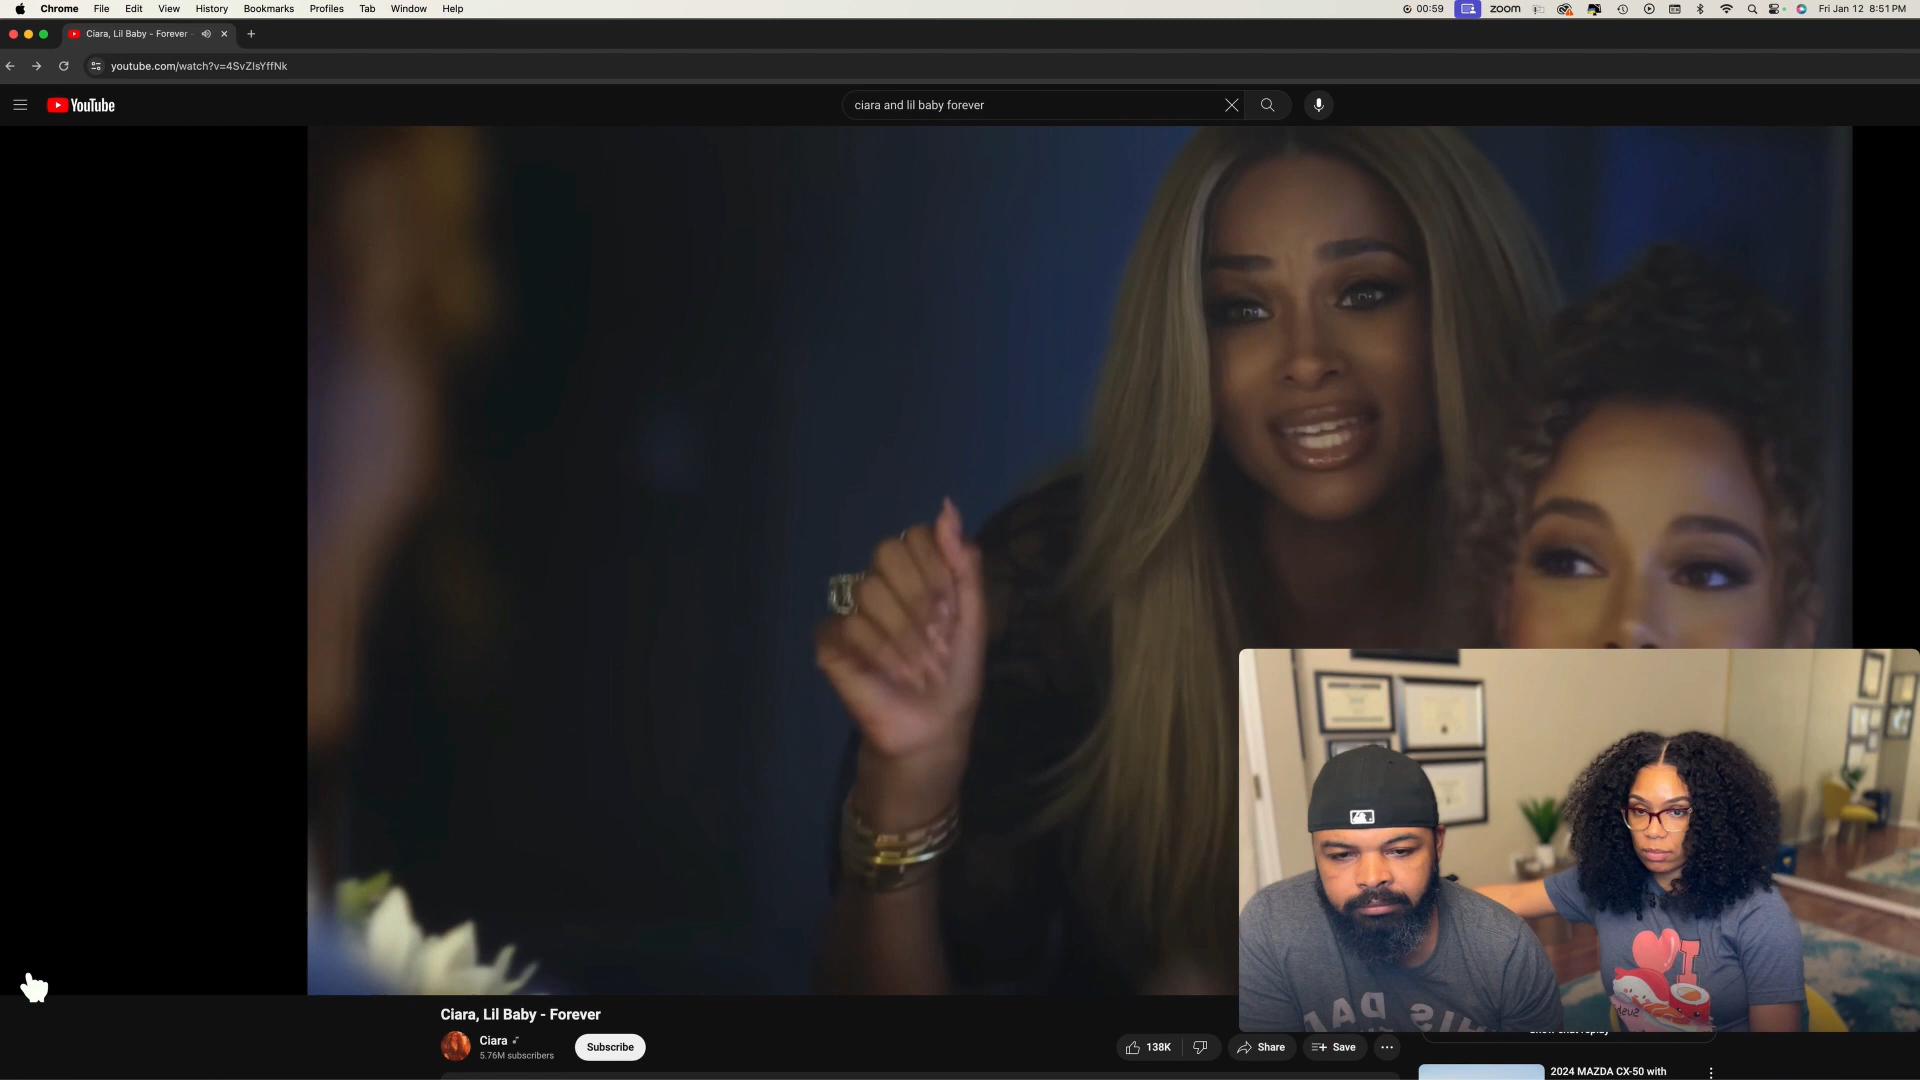 Chrome File Edit View History Bookmarks Profiles Tab Window Help 00:59 zoom Fri Jan 12 8:51 PM
Ciara, Lil Baby - Forever
youtube.com/watch?v=4SvZlsYffNk
YouTube ciara and lil baby forever
Ciara, Lil Baby - Forever
Ciara
5.76M subscribers
Subscribe
138K
Share
Save
2024 MAZDA CX-50 with